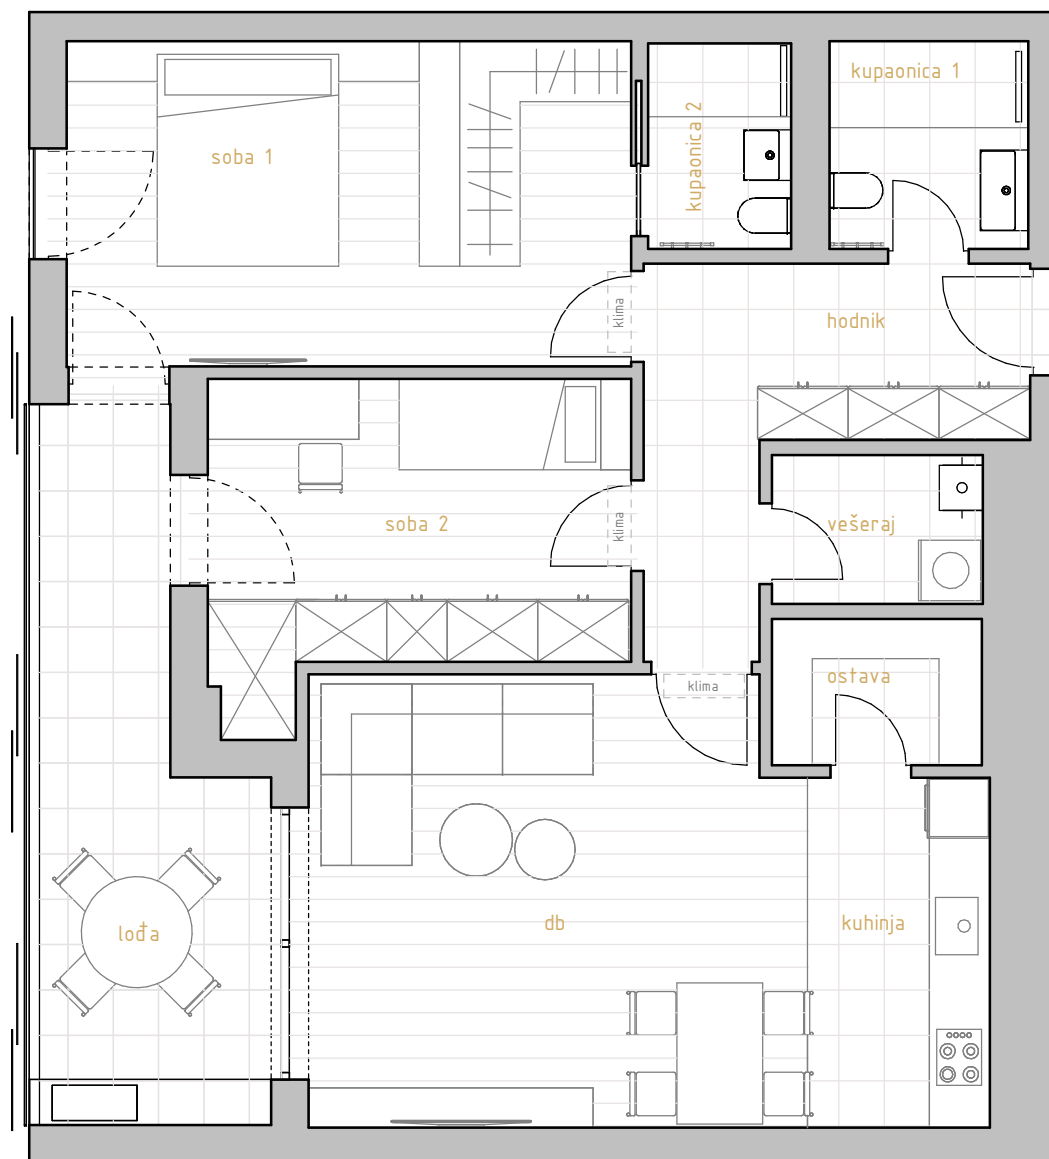 kupaonica 1
kupaonica 2
soba 1
klima
hodnik
soba 2
klima
vešeraj
ostava
klima
lođa
db
kuhinja